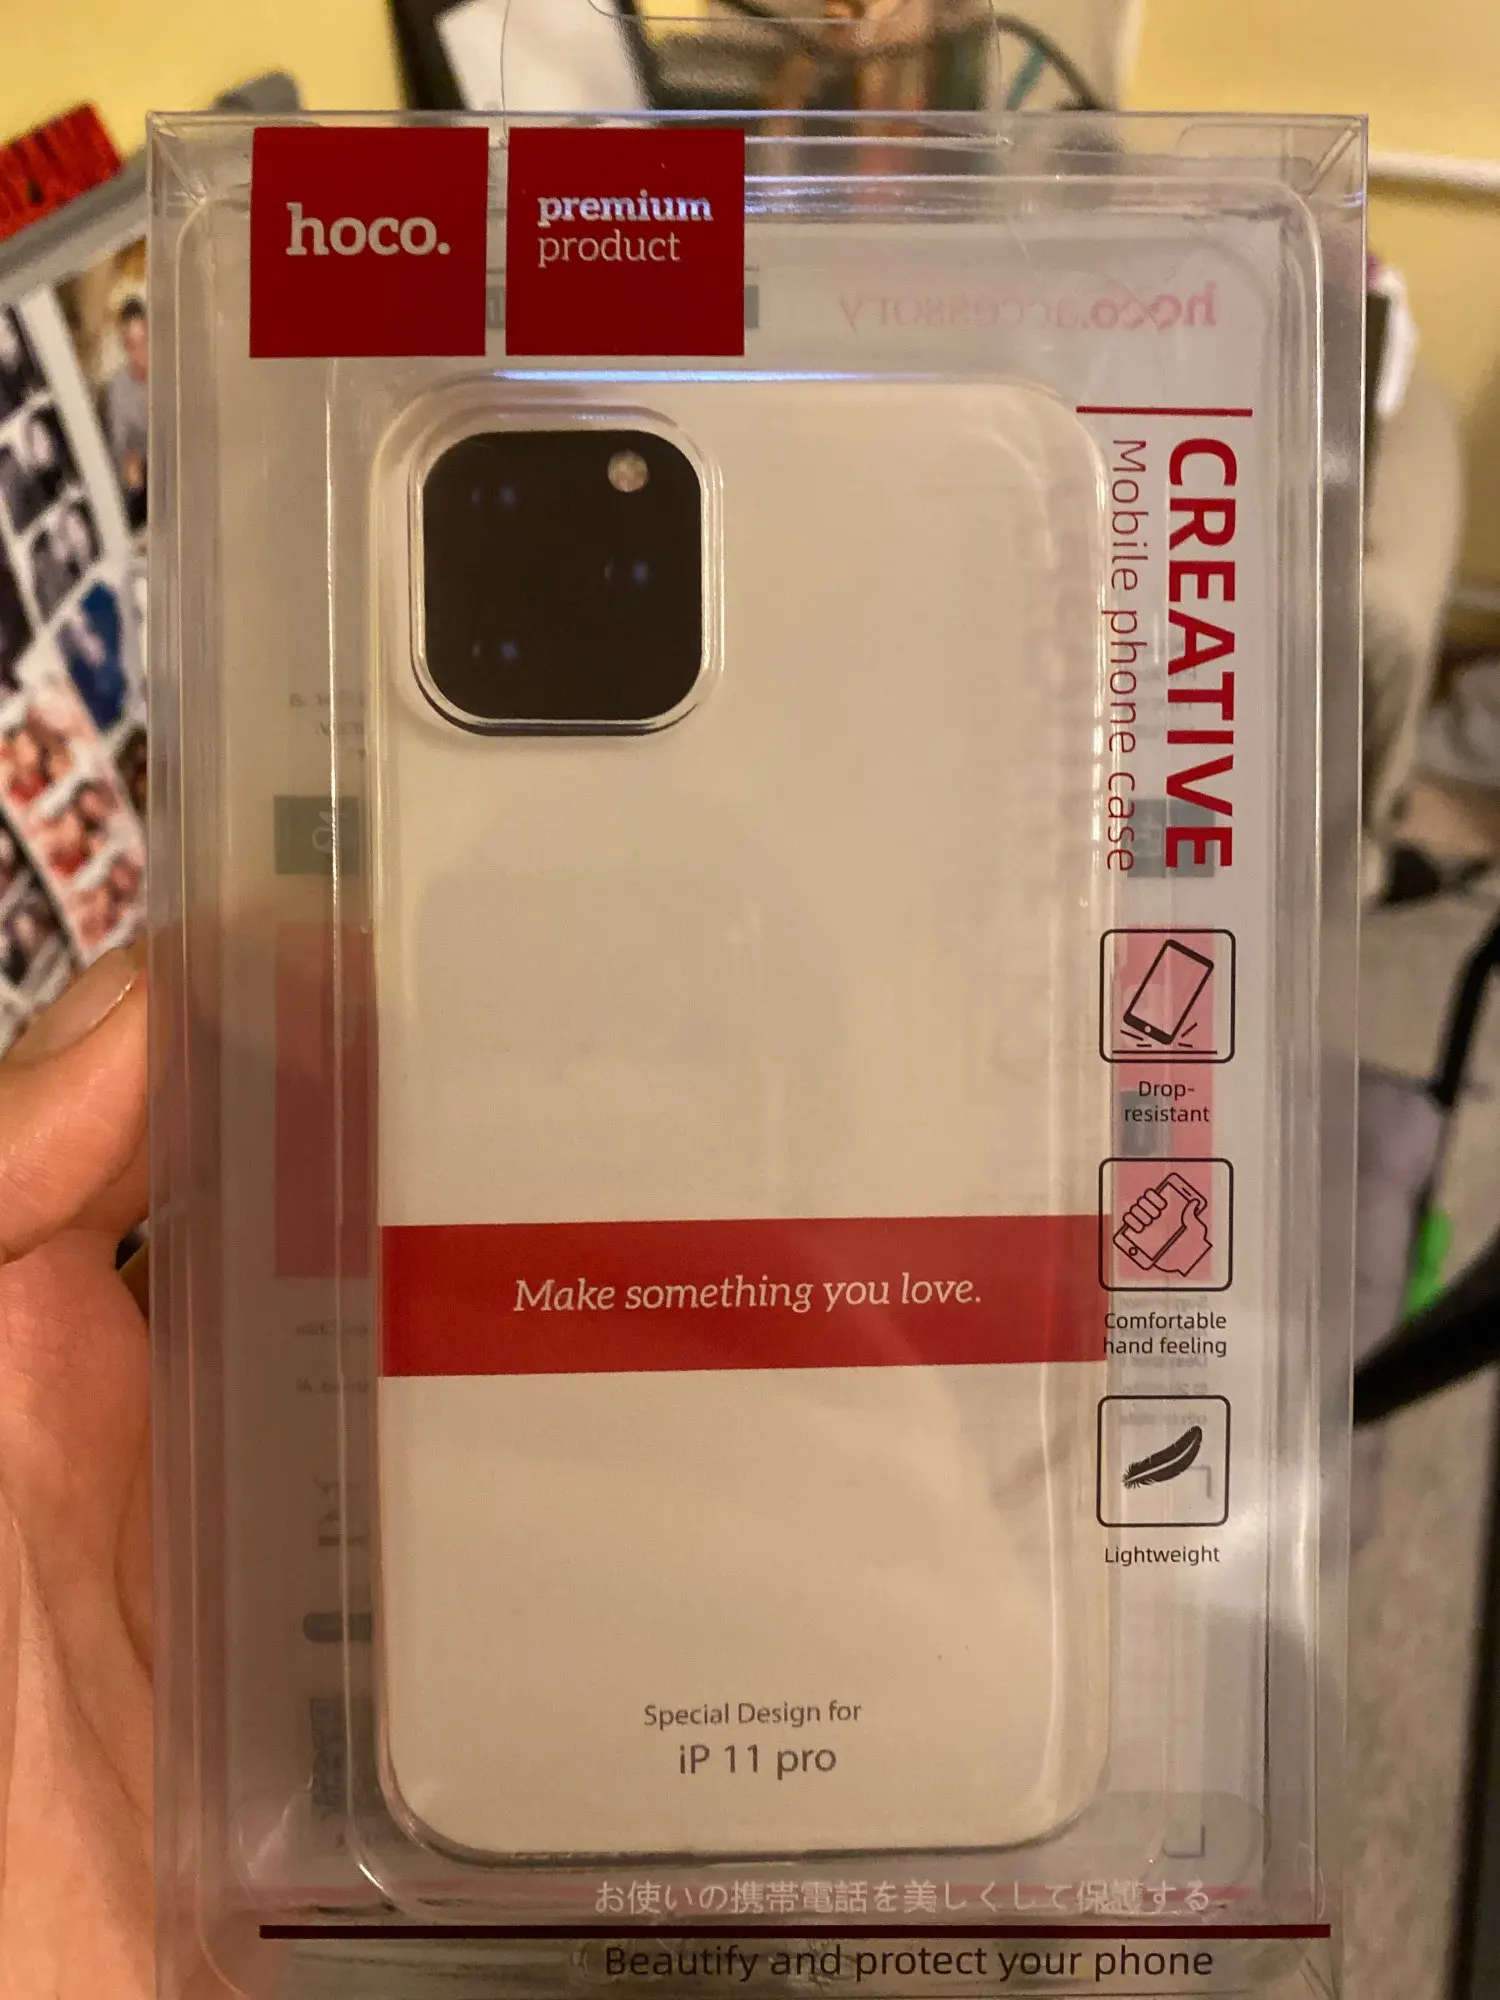 hoco.
premium
product
hoco.accessory
CREATIVE
Mobile phone case
Drop-
resistant
Comfortable
hand feeling
Lightweight
Make something you love.
Special Design for
iP 11 pro
お使いの携帯電話を美しくして保護する
Beautify and protect your phone